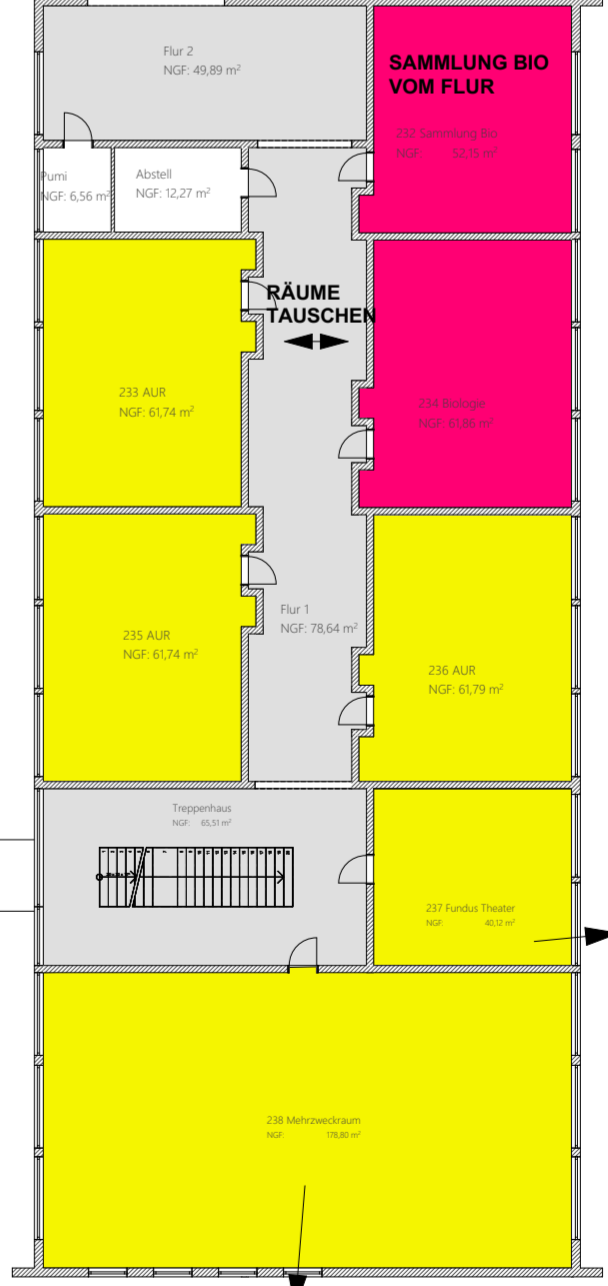 Flur 2
NGF: 49,89 m²
SAMMLUNG BIO
VOM FLUR
232 Sammlung Bio
NGF: 52,15 m²
Pumi
NGF: 6,56 m²
Abstell
NGF: 12,27 m²
RÄUME
TAUSCHEN
233 AUR
NGF: 61,74 m²
234 Biologie
NGF: 61,86 m²
Flur 1
NGF: 78,64 m²
235 AUR
NGF: 61,74 m²
236 AUR
NGF: 61,79 m²
Treppenhaus
NGF: 65,51 m²
237 Fundus Theater
NGF: 40,12 m²
238 Mehrzweckraum
NGF: 178,80 m²